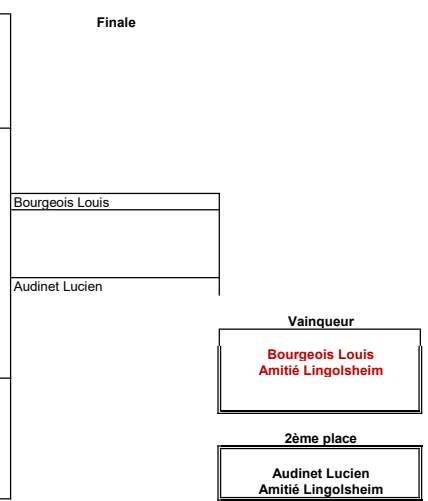 Finale
Bourgeois Louis
Audinet Lucien
Vainqueur
Bourgeois Louis
Amitié Lingolsheim
2ème place
Audinet Lucien
Amitié Lingolsheim